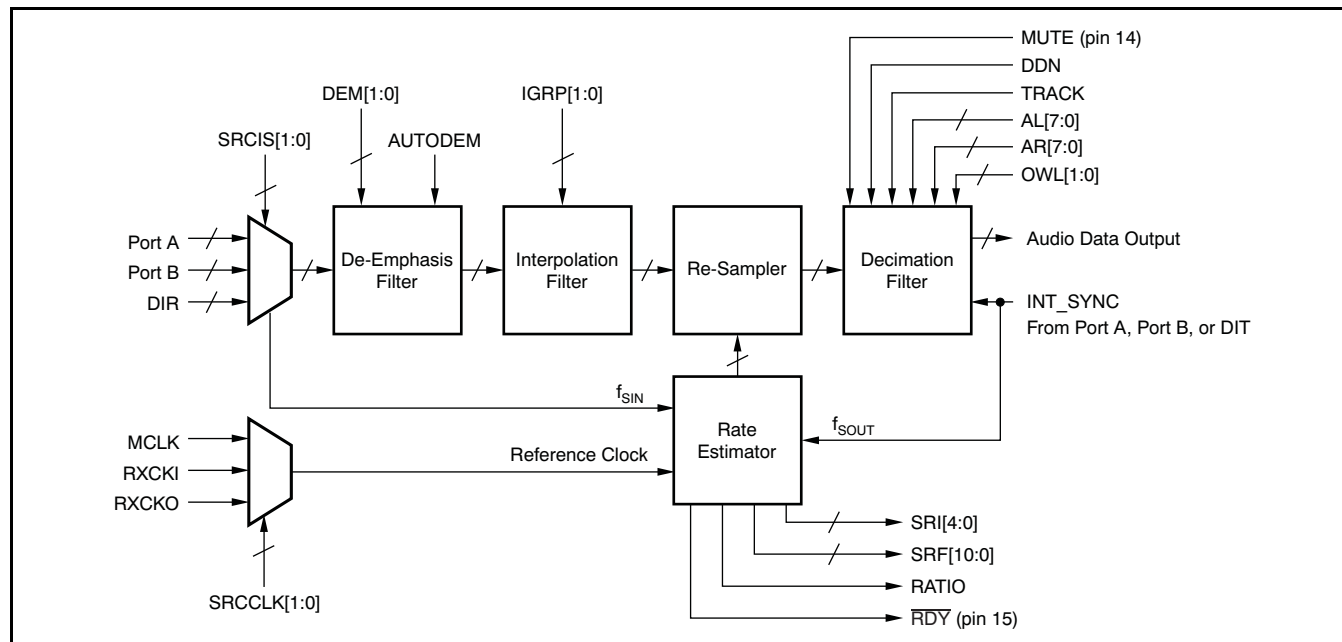 MUTE (pin 14)
DDN
TRACK
AL[7:0]
AR[7:0]
OWL[1:0]
DEM[1:0]
IGRP[1:0]
SRCIS[1:0]
AUTODEM
Port A
Port B
DIR
De-Emphasis
Filter
Interpolation
Filter
Re-Sampler
Decimation
Filter
Audio Data Output
INT_SYNC
From Port A, Port B, or DIT
fSIN
fSOUT
MCLK
RXCKI
RXCKO
Reference Clock
Rate
Estimator
SRCCLK[1:0]
SRI[4:0]
SRF[10:0]
RATIO
RDY (pin 15)